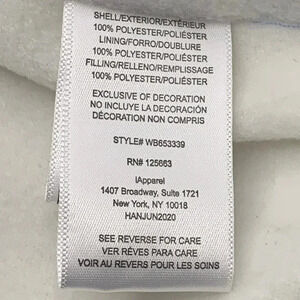 SHELL/EXTERIOR/EXTÉRIEUR
100% POLYESTER/POLIÉSTER
LINING/FORRO/DOUBLURE
100% POLYESTER/POLIÉSTER
FILLING/RELLENO/REMPLISSAGE
100% POLYESTER/POLIÉSTER
EXCLUSIVE OF DECORATION
NO INCLUYE LA DECORACIÓN
DÉCORATION NON COMPRIS
STYLE# WB653339
RN# 125663
IApparel
1407 Broadway, Suite 1721
New York, NY 10018
HANJUN2020
SEE REVERSE FOR CARE
VER RÉVES PARA CARE
VOIR AU REVERS POUR LES SOINS